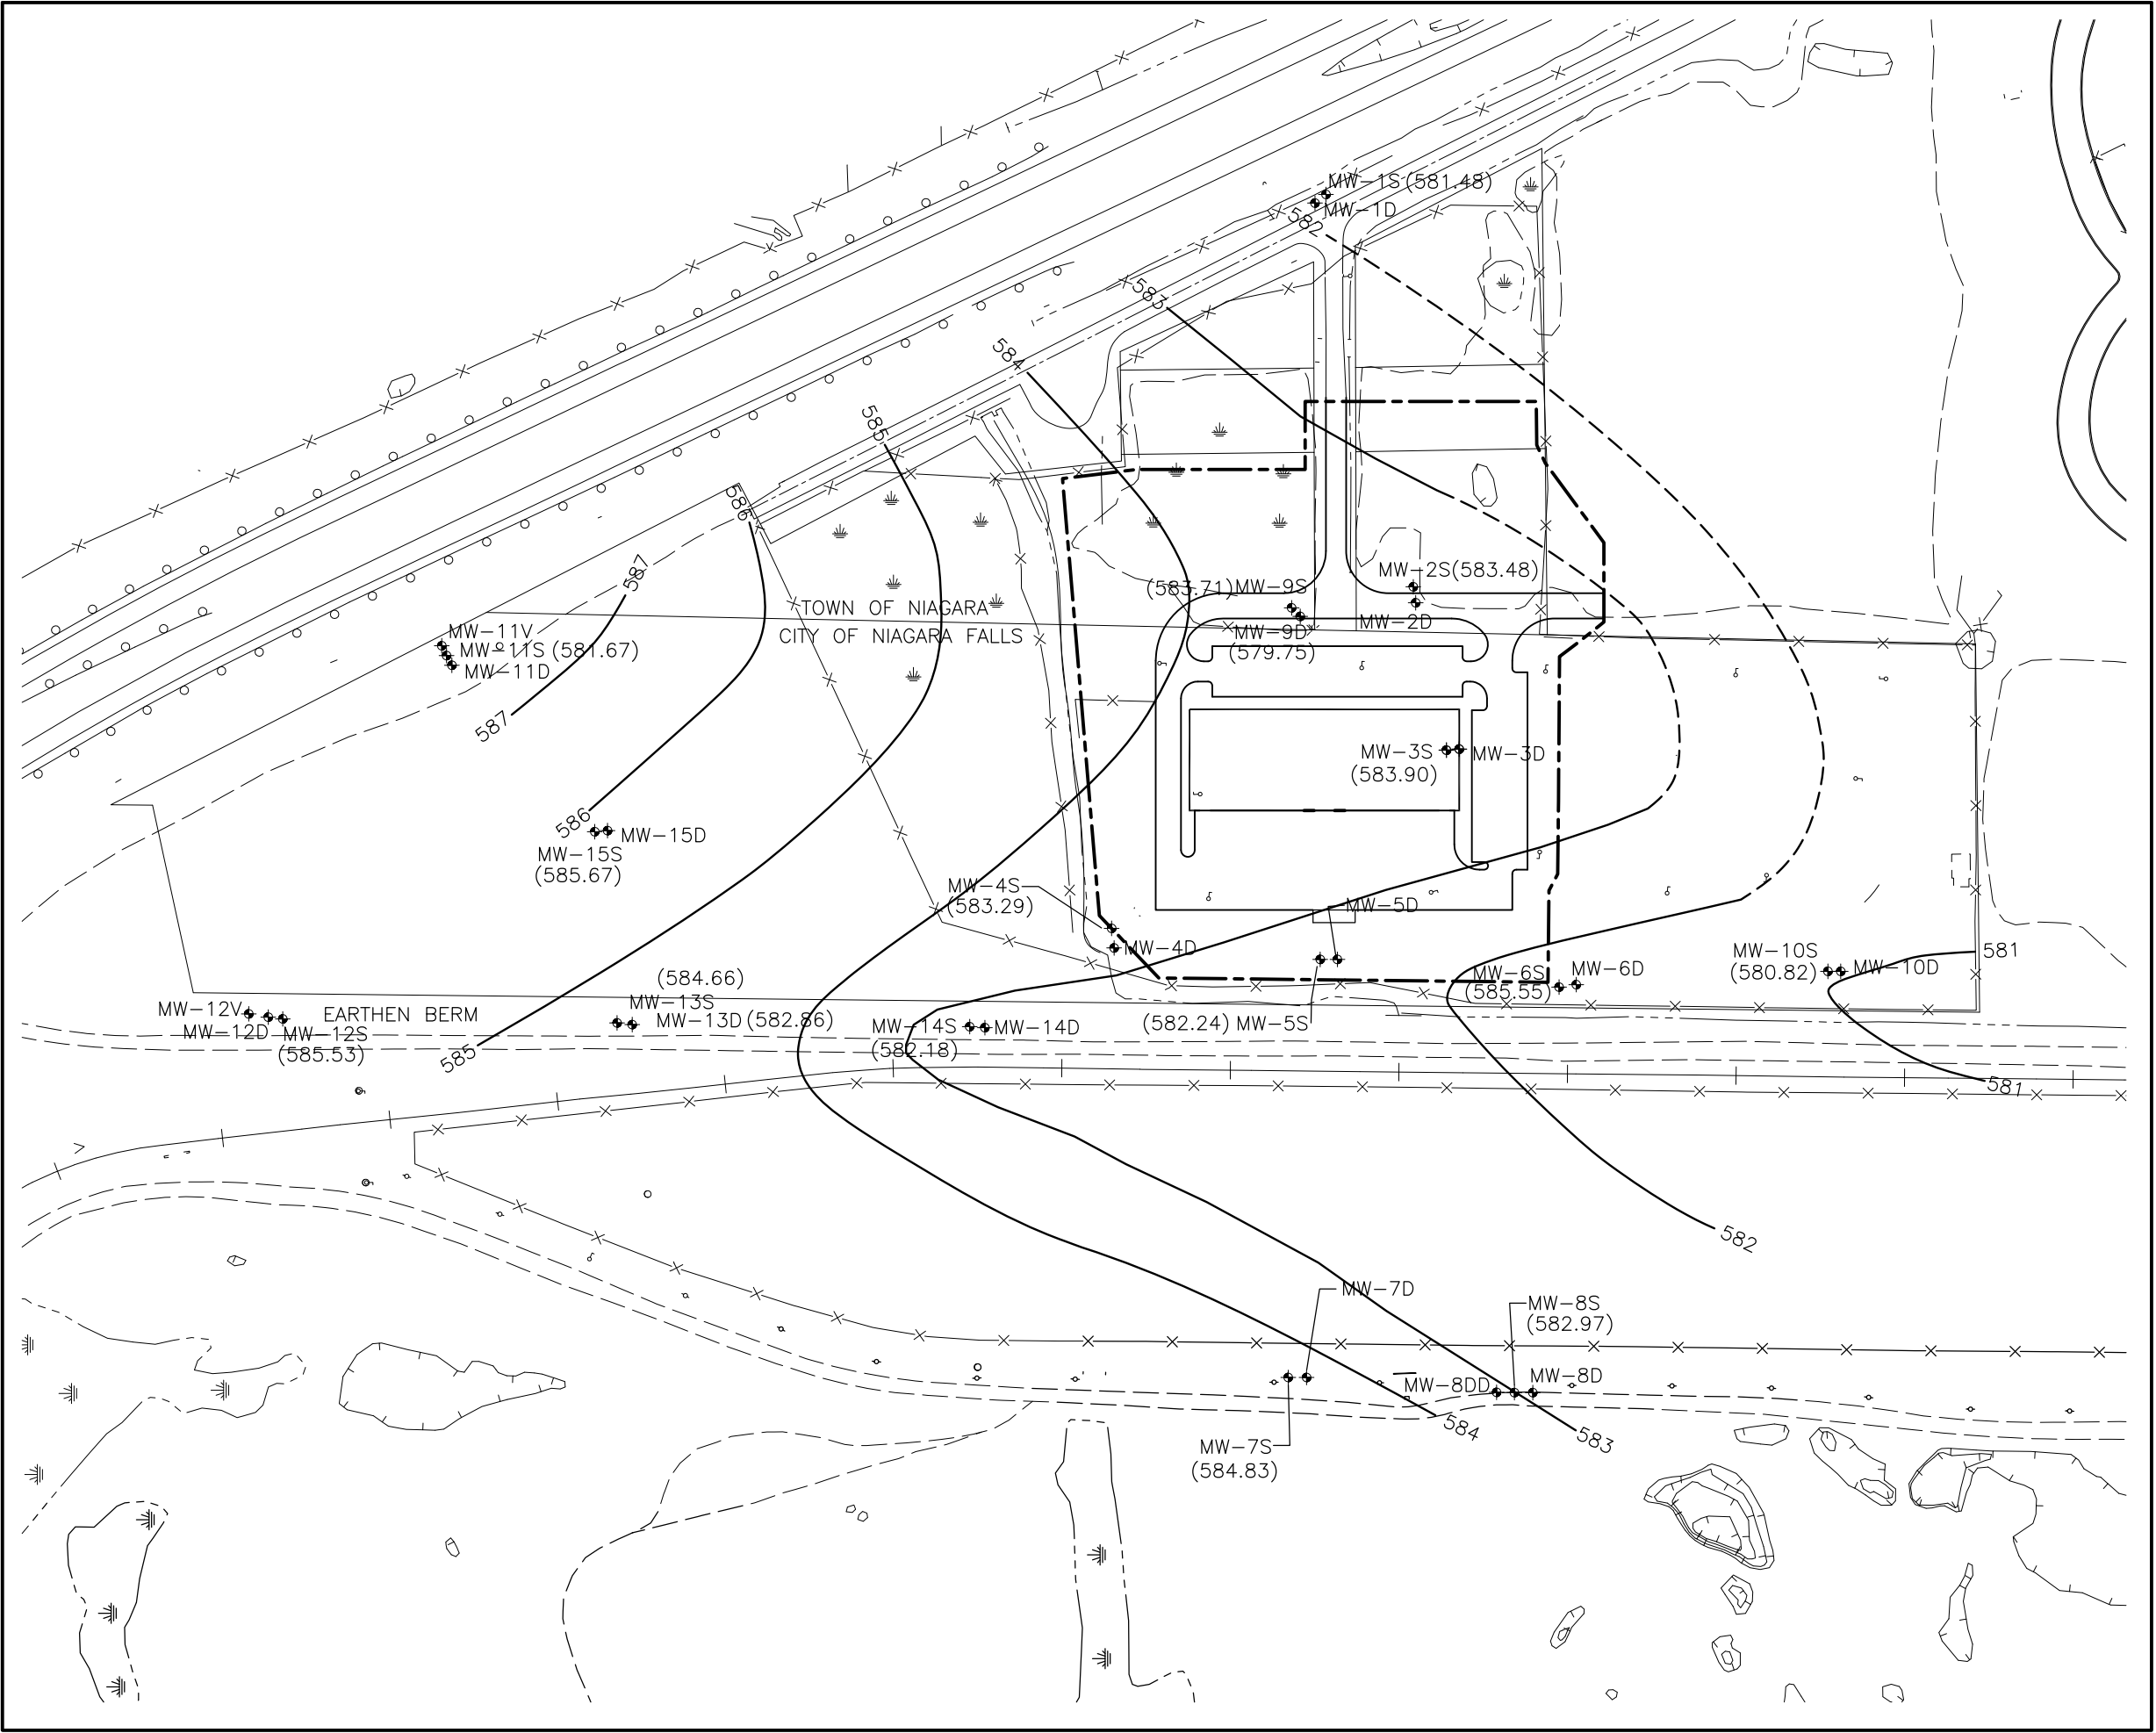 MW-1S(581.48)
MW-1D
582
583
584
585
586
587
MW-2S(583.48)
(583.71) MW-9S
MW-2D
MW-9D
(579.75)
TOWN OF NIAGARA
CITY OF NIAGARA FALLS
MW-11V
MW-11S (581.67)
MW-11D
587
MW-3S
MW-3D
(583.90)
586
MW-15D
MW-15S
(585.67)
MW-4S
(583.29)
MW-5D
MW-4D
MW-10S
581
(580.82)
MW-10D
MW-6S
MW-6D
(585.55)
(584.66)
MW-13S
MW-12V
EARTHEN BERM
MW-13D (582.86)
MW-12D
MW-12S
(585.53)
MW-14S
MW-14D
(582.18)
(582.24) MW-5S
585
581
582
MW-7D
MW-8S
(582.97)
MW-8DD
MW-8D
584
583
MW-7S
(584.83)